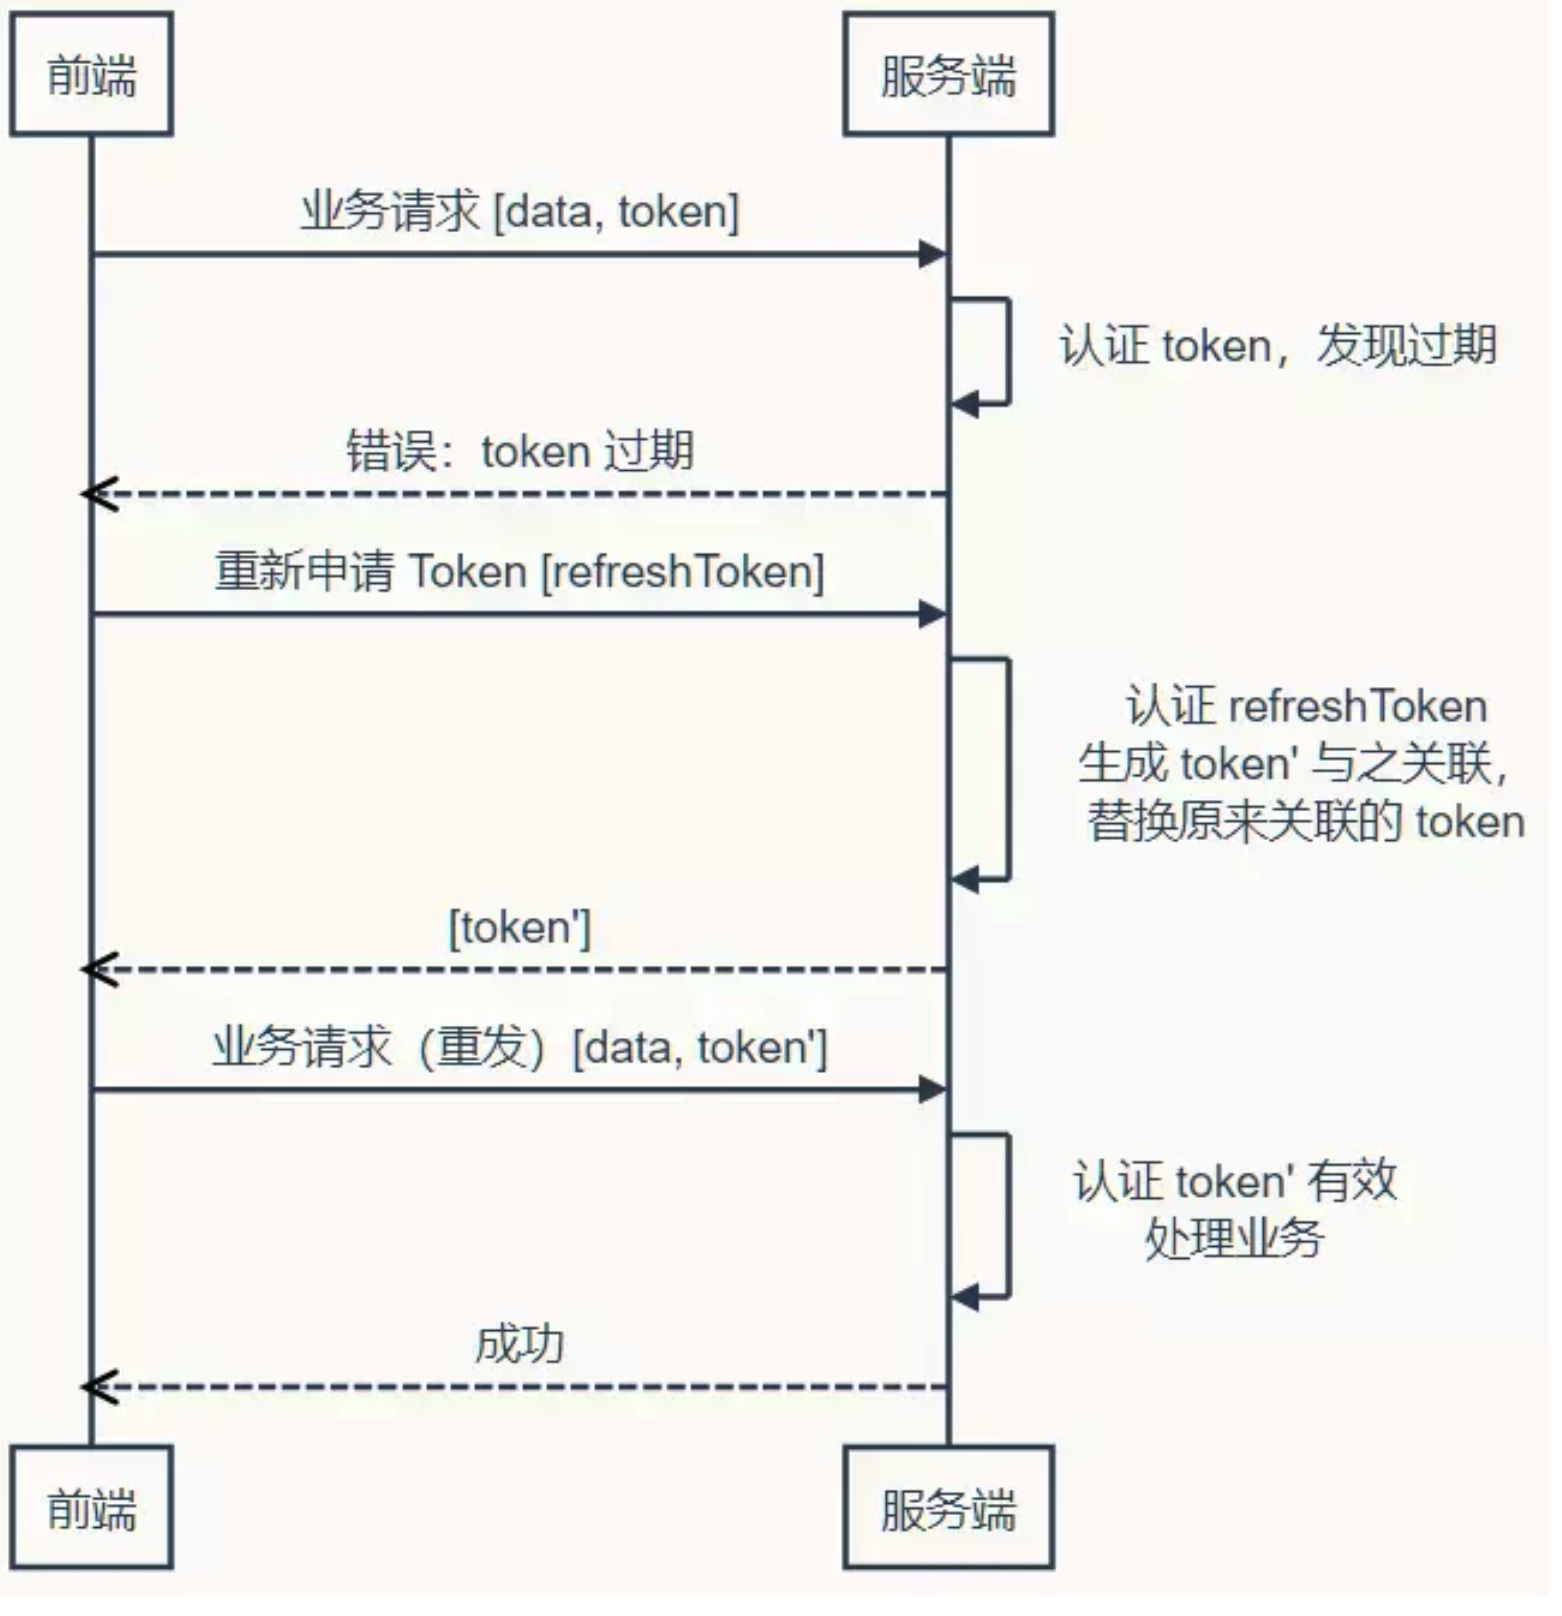 前端
服务端
业务请求 [data, token]
认证 token，发现过期
错误：token 过期
重新申请 Token [refreshToken]
认证 refreshToken
生成 token' 与之关联，
替换原来关联的 token
[token']
业务请求（重发）[data, token']
认证 token' 有效
处理业务
成功
前端
服务端